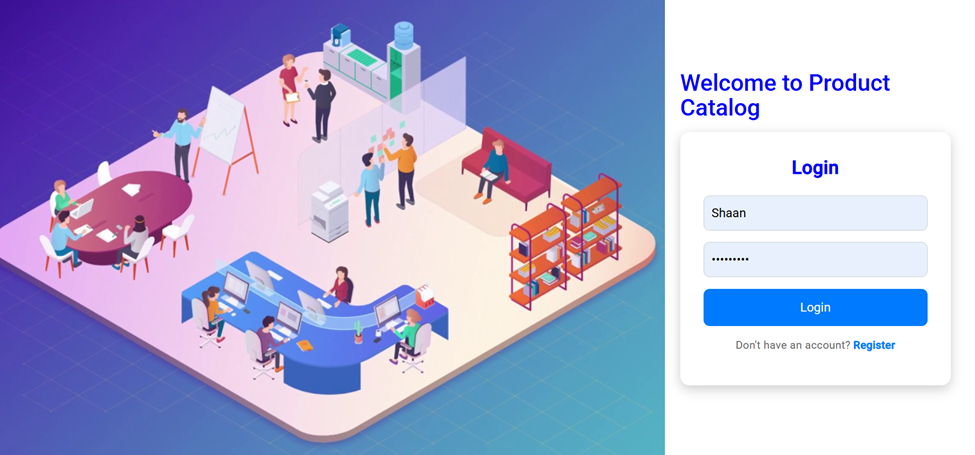 Welcome to Product
Catalog
Login
Shaan
•••••••••
Login
Don't have an account? Register